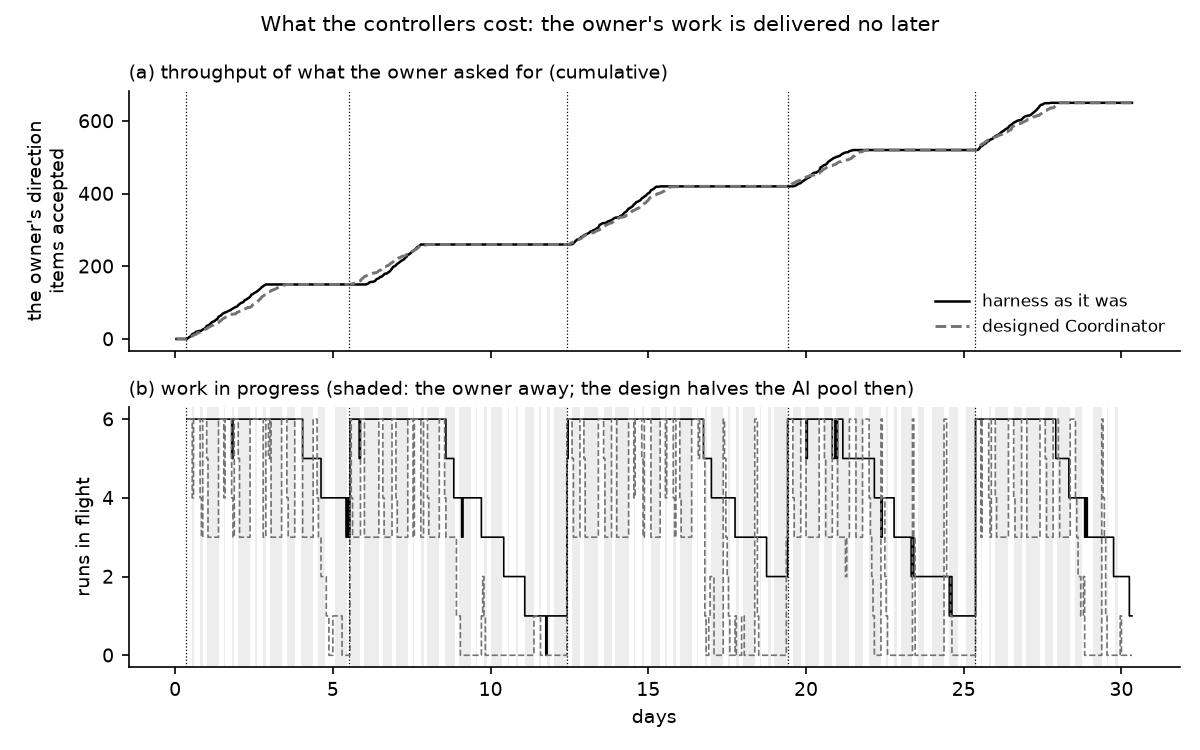 What the controllers cost: the owner's work is delivered no later
(a) throughput of what the owner asked for (cumulative)
the owner's direction
items accepted
600
400
200
0
harness as it was
designed Coordinator
(b) work in progress (shaded: the owner away; the design halves the AI pool then)
runs in flight
6
4
2
0
0 5 10 15 20 25 30
days